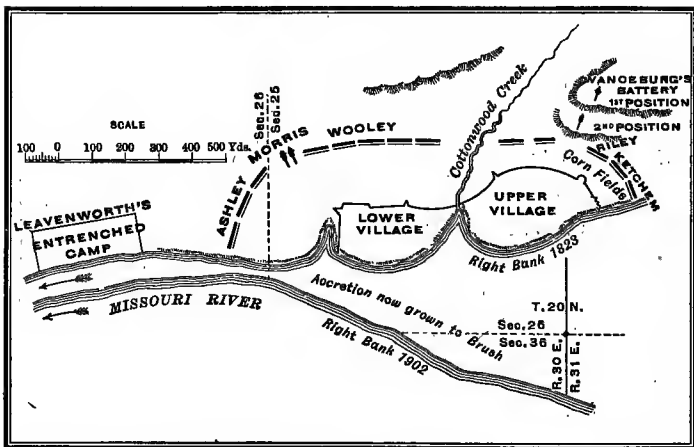 VANCEBURG'S
BATTERY
1ST POSITION
2ND POSITION
Cottonwood Creek
SCALE
100 0 100 200 300 400 500 Yds.
Sec. 26
Sec. 25
ASHLEY MORRIS WOOLEY
RILEY
KETCHEM
Corn Fields
LEAVENWORTH'S
ENTRENCHED
CAMP
LOWER
VILLAGE
UPPER
VILLAGE
Right Bank 1823
MISSOURI RIVER
Accretion now grown to Brush
Right Bank 1902
T. 20 N.
Sec. 25
Sec. 36
R. 30 E.
R. 31 E.